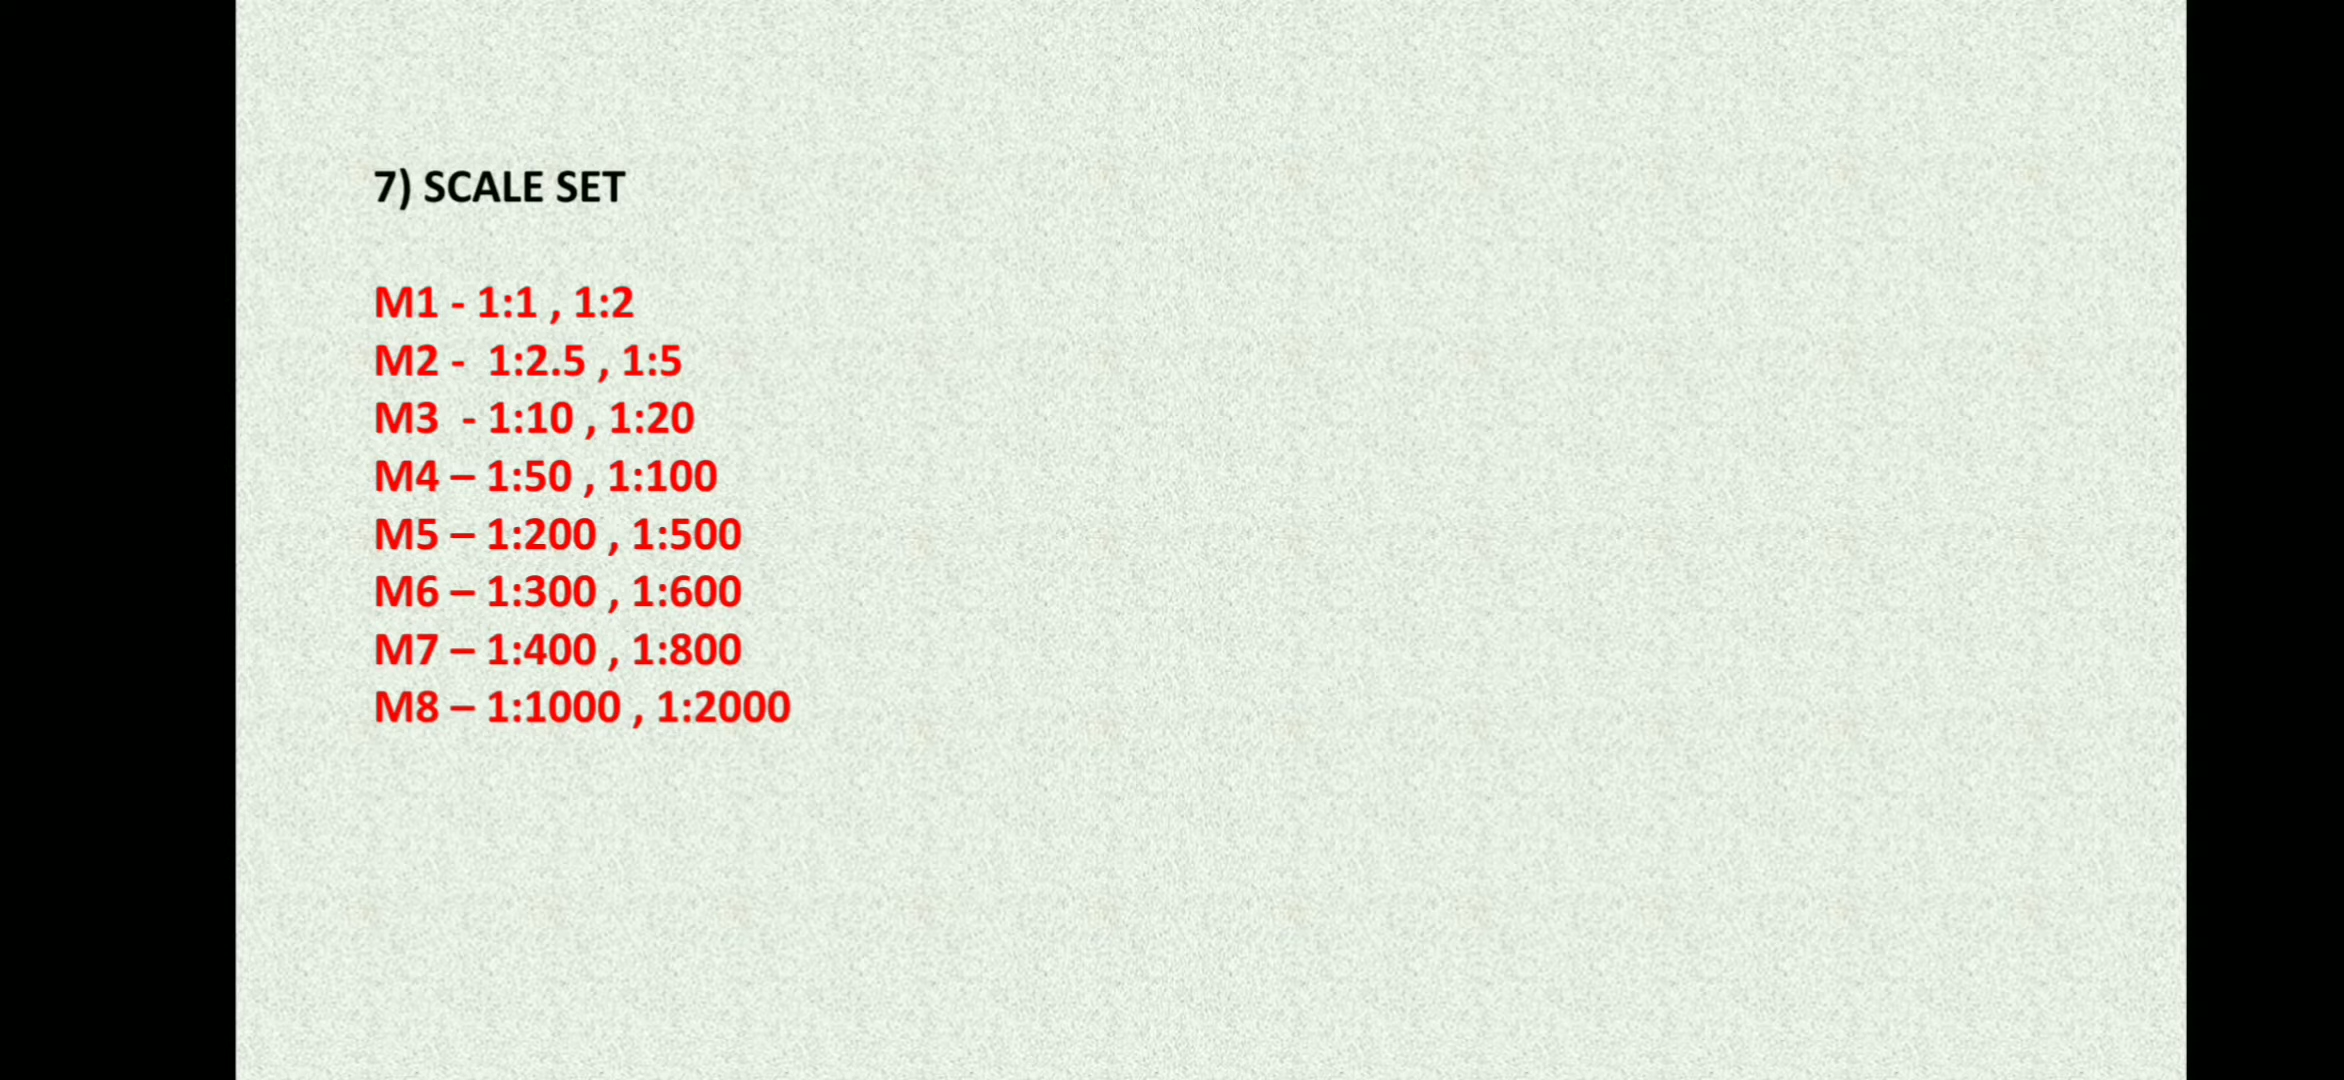 7) SCALE SET
M1 - 1:1 , 1:2
M2 -  1:2.5 , 1:5
M3  - 1:10 , 1:20
M4 – 1:50 , 1:100
M5 – 1:200 , 1:500
M6 – 1:300 , 1:600
M7 – 1:400 , 1:800
M8 – 1:1000 , 1:2000